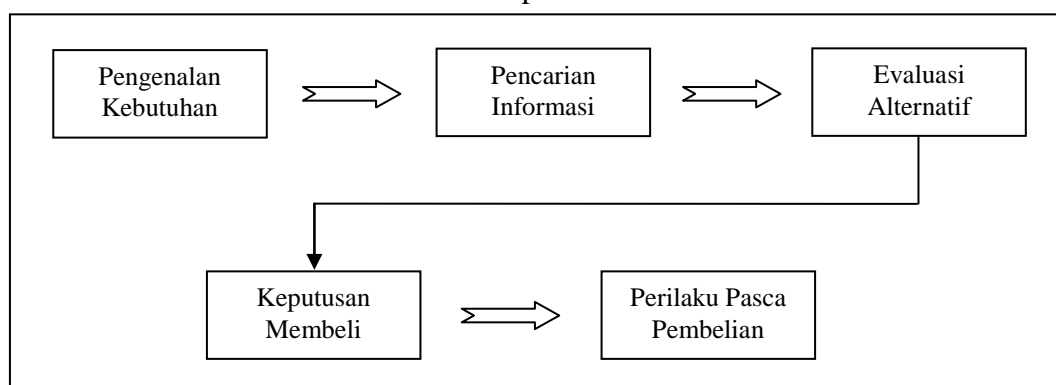 Pengenalan
Kebutuhan
Pencarian
Informasi
Evaluasi
Alternatif
Keputusan
Membeli
Perilaku Pasca
Pembelian